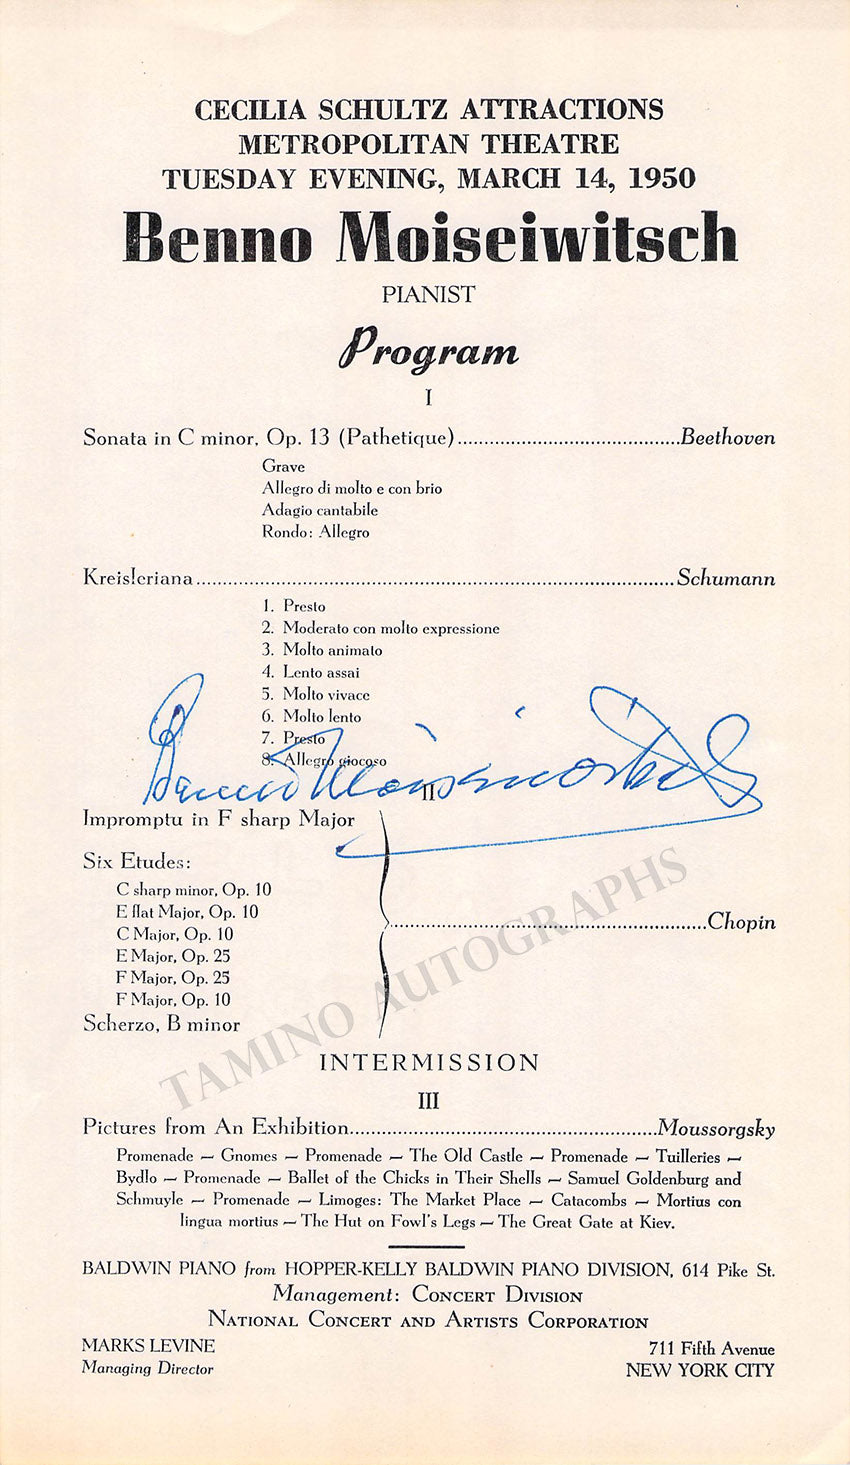 CECILIA SCHULTZ ATTRACTIONS
METROPOLITAN THEATRE
TUESDAY EVENING, MARCH 14, 1950
Benno Moiseiwitsch
PIANIST
Program
I
Sonata in C minor, Op. 13 (Pathetique)..........................................Beethoven
Grave
Allegro di molto e con brio
Adagio cantabile
Rondo: Allegro
Kreisleriana...........................................................................................Schumann
1. Presto
2. Moderato con molto expressione
3. Molto animato
4. Lento assai
5. Molto vivace
6. Molto lento
7. Presto
8. Allegro giocoso
Benno Moiseiwitsch
II
Impromptu in F sharp Major
Six Etudes:
C sharp minor, Op. 10
E flat Major, Op. 10
C Major, Op. 10
E Major, Op. 25
F Major, Op. 25
F Major, Op. 10
............................................................Chopin
Scherzo, B minor
TAMINO AUTOGRAPHS
INTERMISSION
III
Pictures from An Exhibition..........................................................Moussorgsky
Promenade — Gnomes — Promenade — The Old Castle — Promenade — Tuilleries —
Bydlo — Promenade — Ballet of the Chicks in Their Shells — Samuel Goldenburg and
Schmuyle — Promenade — Limoges: The Market Place — Catacombs — Mortius con
lingua mortius — The Hut on Fowl's Legs — The Great Gate at Kiev.
BALDWIN PIANO from HOPPER-KELLY BALDWIN PIANO DIVISION, 614 Pike St.
Management: CONCERT DIVISION
NATIONAL CONCERT AND ARTISTS CORPORATION
MARKS LEVINE 711 Fifth Avenue
Managing Director NEW YORK CITY